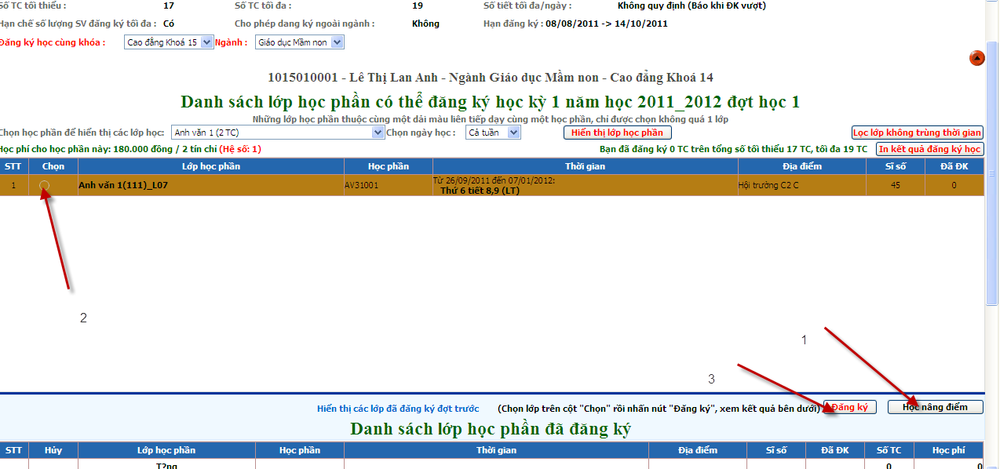 Số TC tối thiểu : 17 Số TC tối đa : 19 Số tiết tối đa/ngày : Không quy định (Báo khi ĐK vượt)
Hạn chế số lượng SV đăng ký tối đa : Có Cho phép dang ký ngoài ngành : Không Hạn đăng ký : 08/08/2011 -> 14/10/2011
Đăng ký học cùng khóa : Cao đẳng Khoá 15 Ngành : Giáo dục Mầm non
1015010001 - Lê Thị Lan Anh - Ngành Giáo dục Mầm non - Cao đẳng Khoá 14
Danh sách lớp học phần có thể đăng ký học kỳ 1 năm học 2011_2012 đợt học 1
Những lớp học phần thuộc cùng một dải màu liên tiếp dạy cùng một học phần, chỉ được chọn không quá 1 lớp
Chọn học phần để hiển thị các lớp học: Anh văn 1 (2 TC) Chọn ngày học : Cả tuần Hiển thị lớp học phần Lọc lớp không trùng thời gian
Học phí cho học phần này: 180.000 đồng / 2 tín chỉ (Hệ số: 1) Bạn đã đăng ký 0 TC trên tổng số tối thiểu 17 TC, tối đa 19 TC In kết quả đăng ký học
STT Chọn Lớp học phần Học phần Thời gian Địa điểm Sĩ số Đã ĐK
1 Anh văn 1(111)_L07 AV31001 Từ 26/09/2011 đến 07/01/2012: Hội trường C2 C 45 0
Thứ 6 tiết 8,9 (LT)
2
1
3
Hiển thị các lớp đã đăng ký đợt trước (Chọn lớp trên cột "Chọn" rồi nhấn nút "Đăng ký", xem kết quả bên dưới) Đăng ký Học nâng điểm
Danh sách lớp học phần đã đăng ký
STT Hủy Lớp học phần Học phần Thời gian Địa điểm Sĩ số Đã ĐK Số TC Học phí
T?ng 0 0